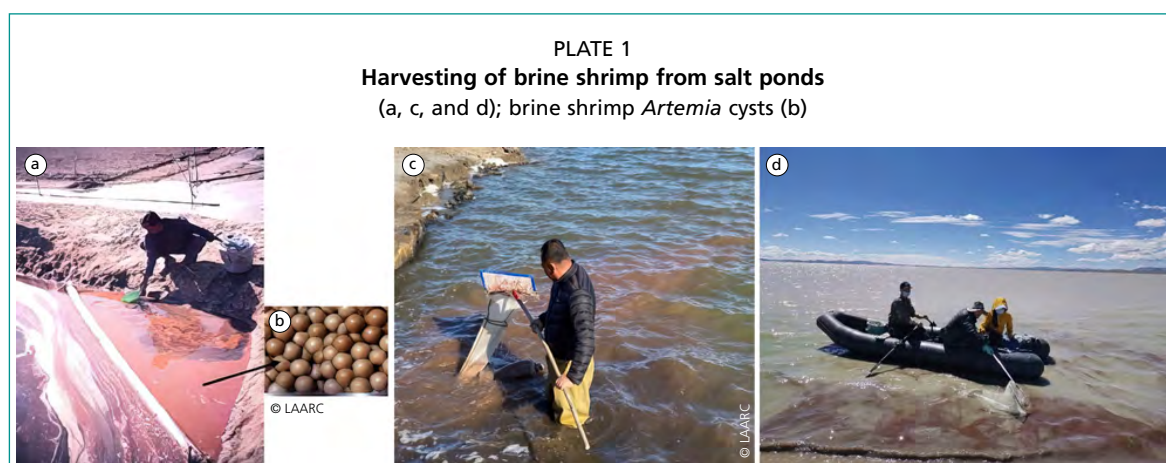 PLATE 1
Harvesting of brine shrimp from salt ponds
(a, c, and d); brine shrimp Artemia cysts (b)
a
b
© LAARC
c
© LAARC
d